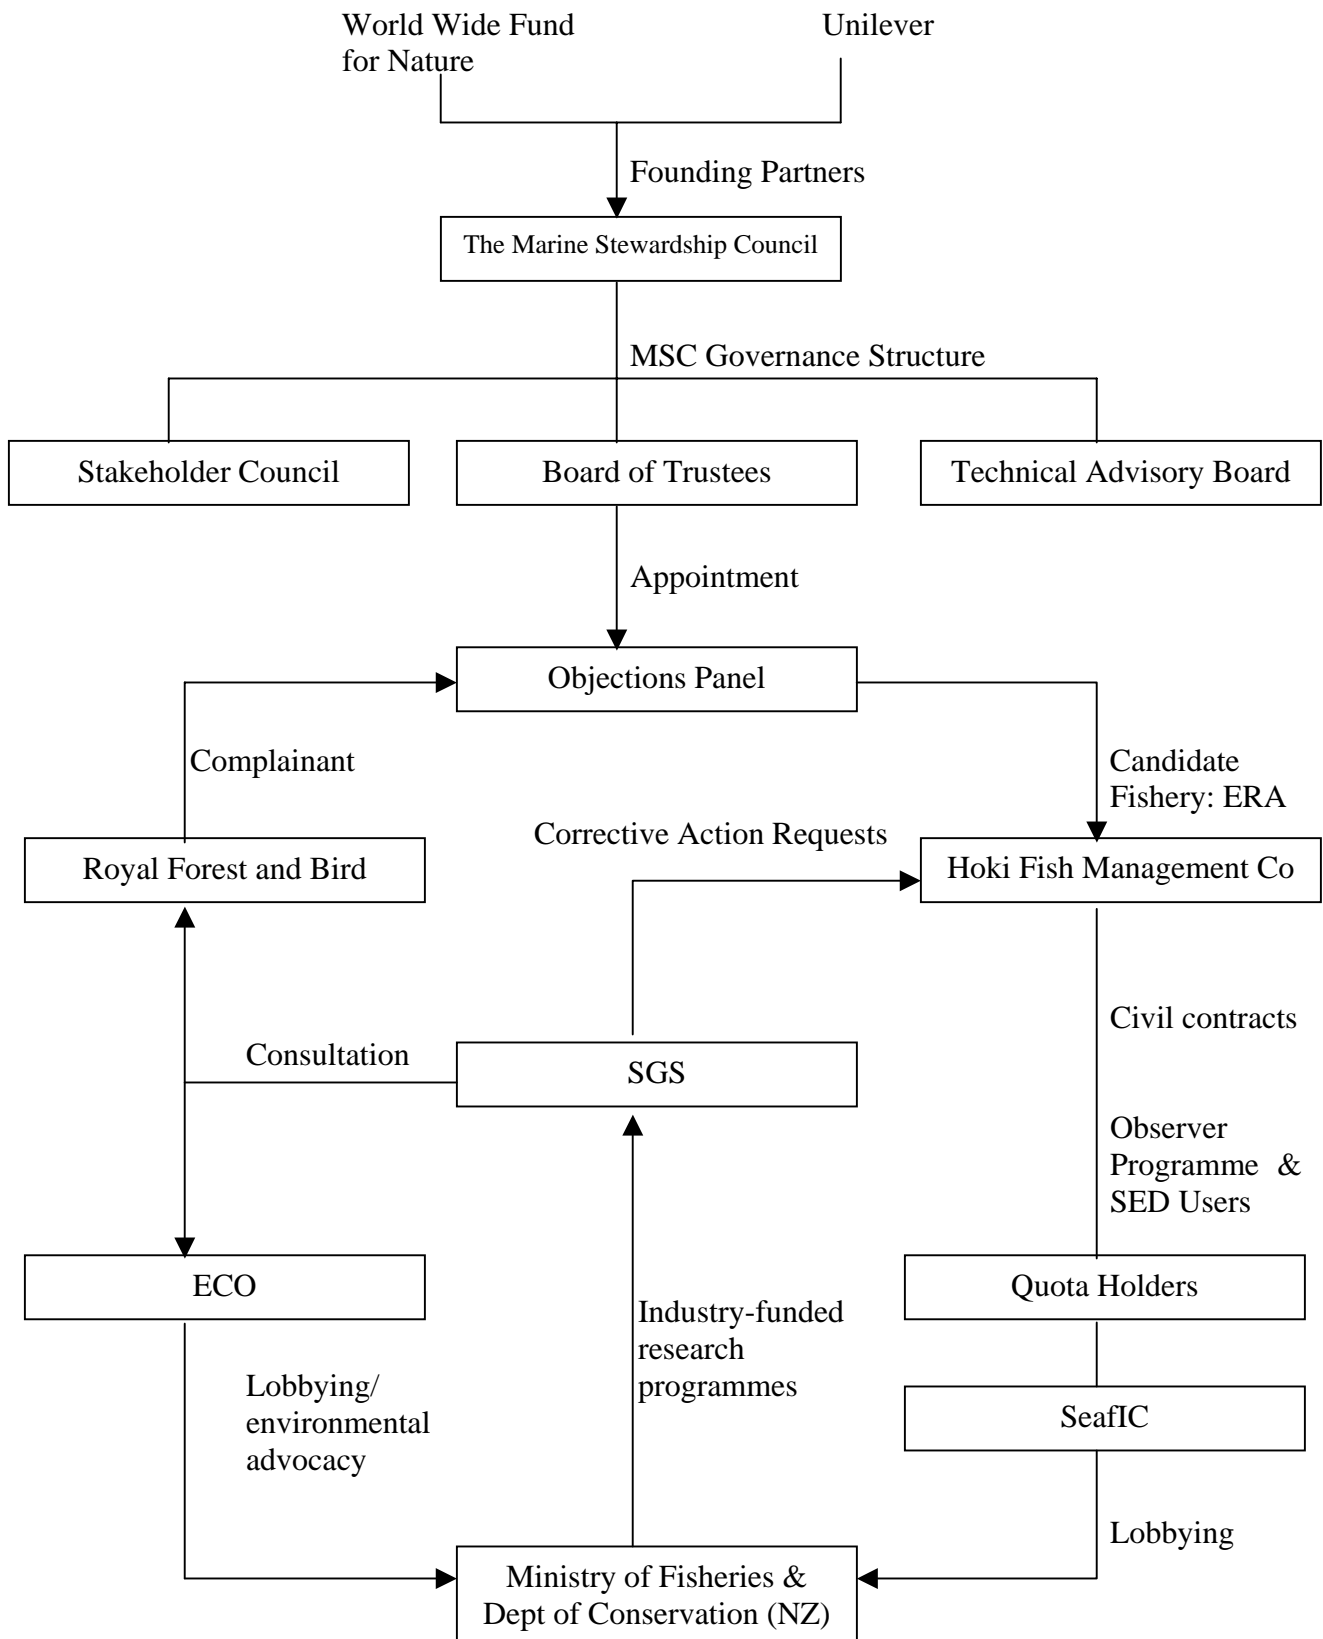 World Wide Fund
for Nature
Unilever
Founding Partners
The Marine Stewardship Council
MSC Governance Structure
Stakeholder Council
Board of Trustees
Technical Advisory Board
Appointment
Objections Panel
Complainant
Candidate
Fishery: ERA
Corrective Action Requests
Royal Forest and Bird
Hoki Fish Management Co
Civil contracts
Consultation
SGS
Observer
Programme &
SED Users
ECO
Quota Holders
Industry-funded
research
programmes
Lobbying/
environmental
advocacy
SeafIC
Lobbying
Ministry of Fisheries &
Dept of Conservation (NZ)